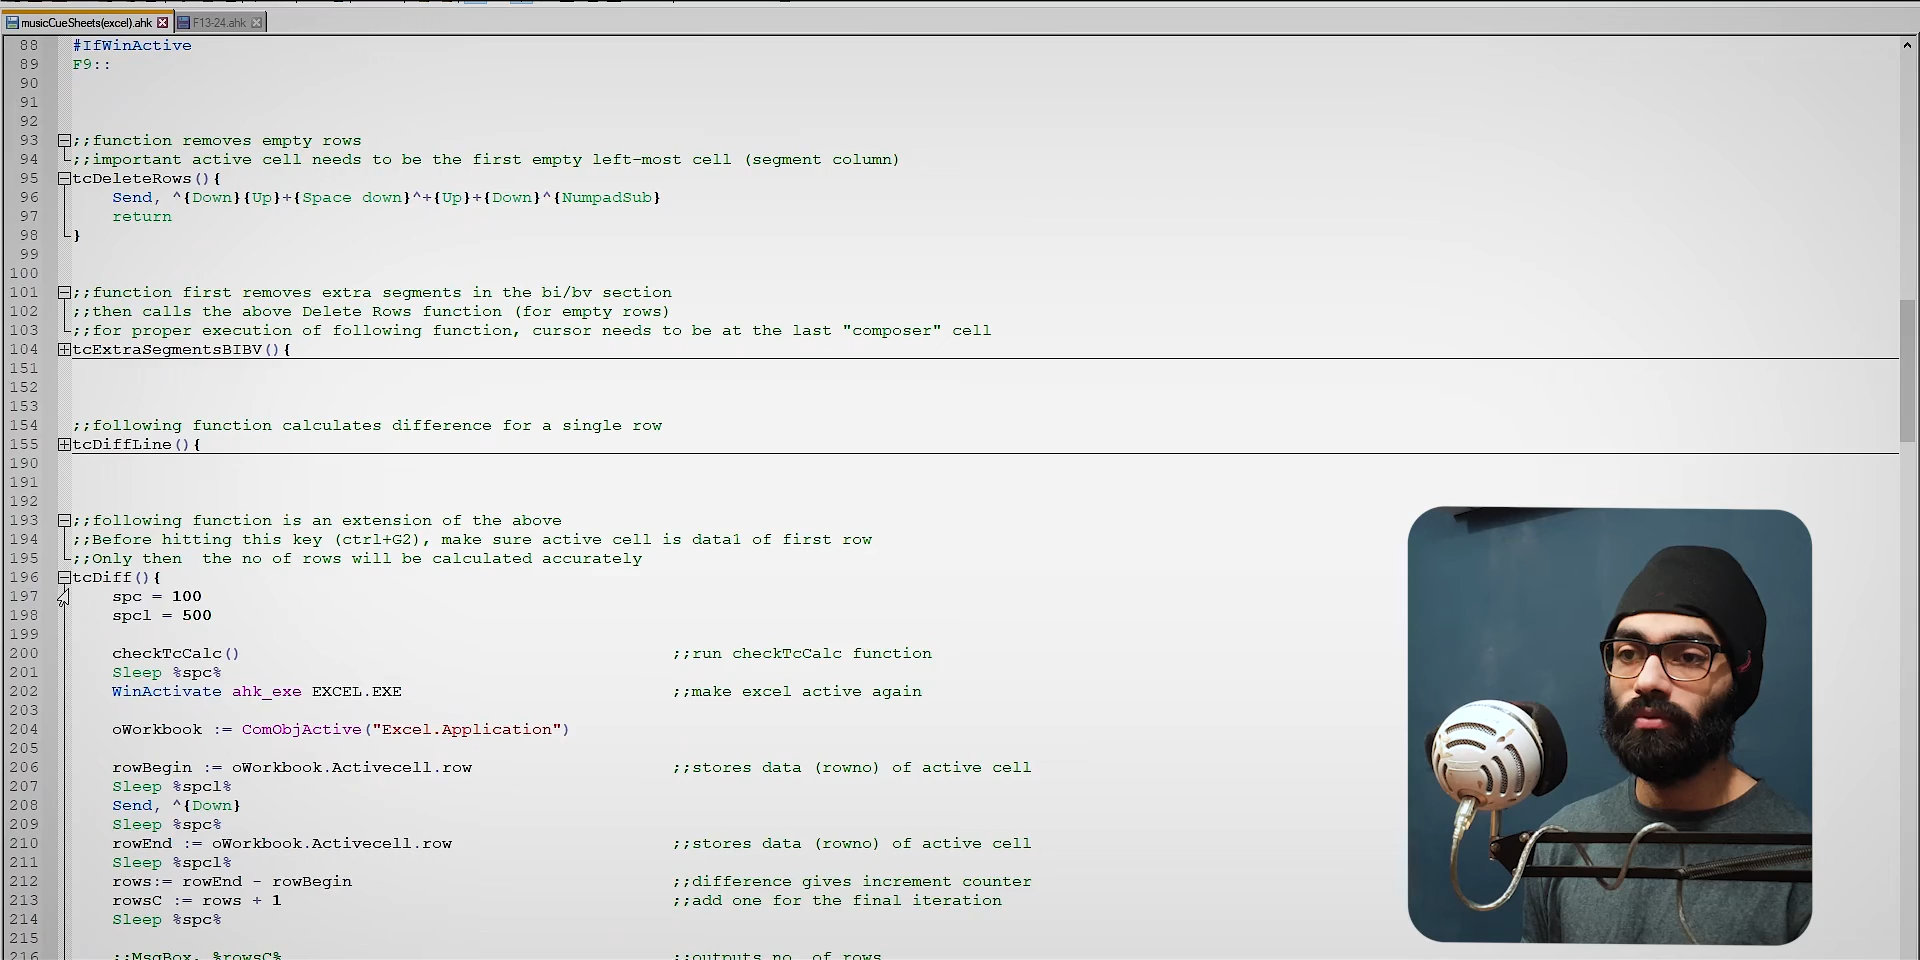 musicCueSheets(excel).ahk F13-24.ahk
88 #IfWinActive
89 F9::
90
91
92
93 ;;function removes empty rows
94 ;;important active cell needs to be the first empty left-most cell (segment column)
95 tcDeleteRows(){
96 Send, ^{Down}{Up}+{Space down}^+{Up}+{Down}^{NumpadSub}
97 return
98 }
99
100
101 ;;function first removes extra segments in the bi/bv section
102 ;;then calls the above Delete Rows function (for empty rows)
103 ;;for proper execution of following function, cursor needs to be at the last "composer" cell
104 tcExtraSegmentsBIBV(){
151
152
153
154 ;;following function calculates difference for a single row
155 tcDiffLine(){
190
191
192
193 ;;following function is an extension of the above
194 ;;Before hitting this key (ctrl+G2), make sure active cell is data1 of first row
195 ;;Only then  the no of rows will be calculated accurately
196 tcDiff(){
197 spc = 100
198 spcl = 500
199
200 checkTcCalc() ;;run checkTcCalc function
201 Sleep %spc%
202 WinActivate ahk_exe EXCEL.EXE ;;make excel active again
203
204 oWorkbook := ComObjActive("Excel.Application")
205
206 rowBegin := oWorkbook.Activecell.row ;;stores data (rowno) of active cell
207 Sleep %spcl%
208 Send, ^{Down}
209 Sleep %spc%
210 rowEnd := oWorkbook.Activecell.row ;;stores data (rowno) of active cell
211 Sleep %spcl%
212 rows:= rowEnd - rowBegin ;;difference gives increment counter
213 rowsC := rows + 1 ;;add one for the final iteration
214 Sleep %spc%
215
216 ;;MsgBox, %rowsC% ;;outputs no. of rows